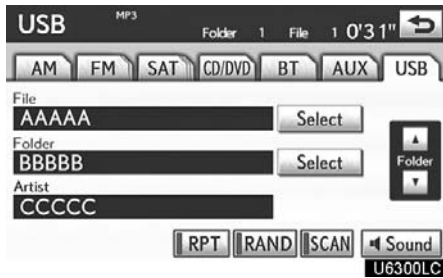 USB MP3 Folder 1 File 1 0'31"
AM FM SAT CD/DVD BT AUX USB
File
AAAAA Select
Folder
BBBBB Select Folder
Artist
CCCCC
RPT RAND SCAN Sound
U6300LC